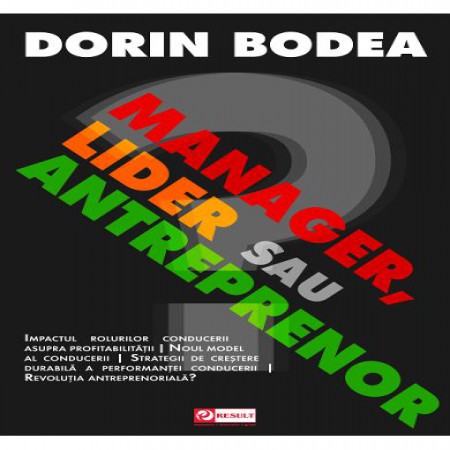 DORIN BODEA
MANAGER,
LIDER SAU
ANTREPRENOR
?
IMPACTUL ROLURILOR CONDUCERII
ASUPRA PROFITABILITĂȚII | NOUL MODEL
AL CONDUCERII | STRATEGII DE CREȘTERE
DURABILĂ A PERFORMANȚEI CONDUCERII |
REVOLUȚIA ANTREPRENORIALĂ?
RESULT